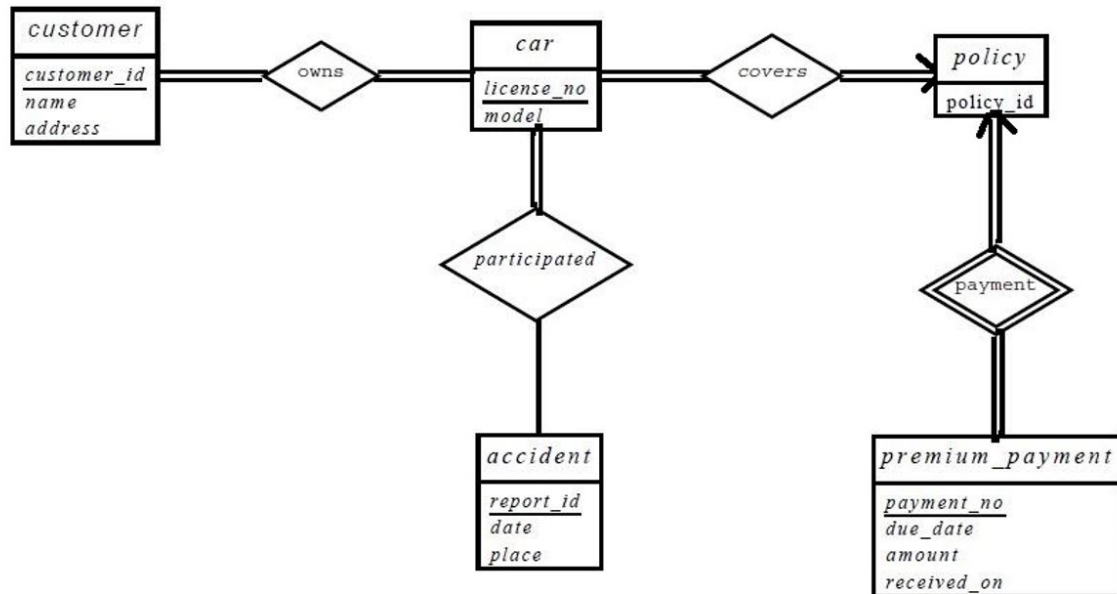 customer
customer_id
name
address
owns
car
license_no
model
covers
policy
policy_id
participated
payment
accident
report_id
date
place
premium_payment
payment_no
due_date
amount
received_on